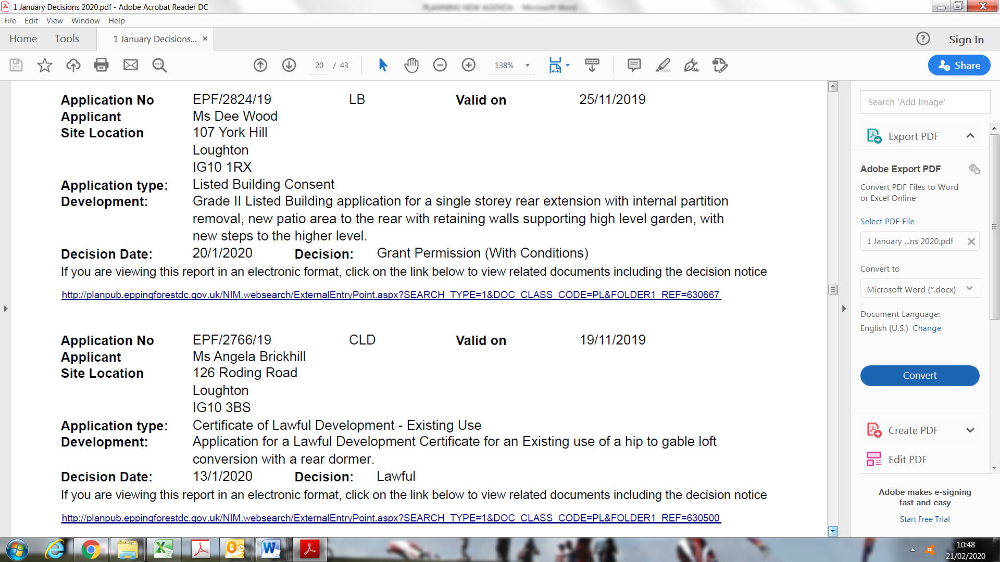 1 January Decisions 2020.pdf - Adobe Acrobat Reader DC
PLANNING NEW AGENDA - Microsoft Word
File Edit View Window Help
Home Tools 1 January Decisions... × Sign In
20 / 43 138% Share
Application No EPF/2824/19 LB Valid on 25/11/2019
Applicant Ms Dee Wood
Site Location 107 York Hill
Loughton
IG10 1RX
Application type: Listed Building Consent
Development: Grade II Listed Building application for a single storey rear extension with internal partition
removal, new patio area to the rear with retaining walls supporting high level garden, with
new steps to the higher level.
Decision Date: 20/1/2020 Decision: Grant Permission (With Conditions)
If you are viewing this report in an electronic format, click on the link below to view related documents including the decision notice
http://planpub.eppingforestdc.gov.uk/NIM.websearch/ExternalEntryPoint.aspx?SEARCH_TYPE=1&DOC_CLASS_CODE=PL&FOLDER1_REF=630667
Application No EPF/2766/19 CLD Valid on 19/11/2019
Applicant Ms Angela Brickhill
Site Location 126 Roding Road
Loughton
IG10 3BS
Application type: Certificate of Lawful Development - Existing Use
Development: Application for a Lawful Development Certificate for an Existing use of a hip to gable loft
conversion with a rear dormer.
Decision Date: 13/1/2020 Decision: Lawful
If you are viewing this report in an electronic format, click on the link below to view related documents including the decision notice
http://planpub.eppingforestdc.gov.uk/NIM.websearch/ExternalEntryPoint.aspx?SEARCH_TYPE=1&DOC_CLASS_CODE=PL&FOLDER1_REF=630500
Search 'Add Image'
Export PDF
Adobe Export PDF
Convert PDF Files to Word
or Excel Online
Select PDF File
1 January ...ns 2020.pdf
Convert to
Microsoft Word (*.docx)
Document Language:
English (U.S.) Change
Convert
Create PDF
Edit PDF
Adobe makes e-signing
fast and easy
Start Free Trial
10:48
21/02/2020